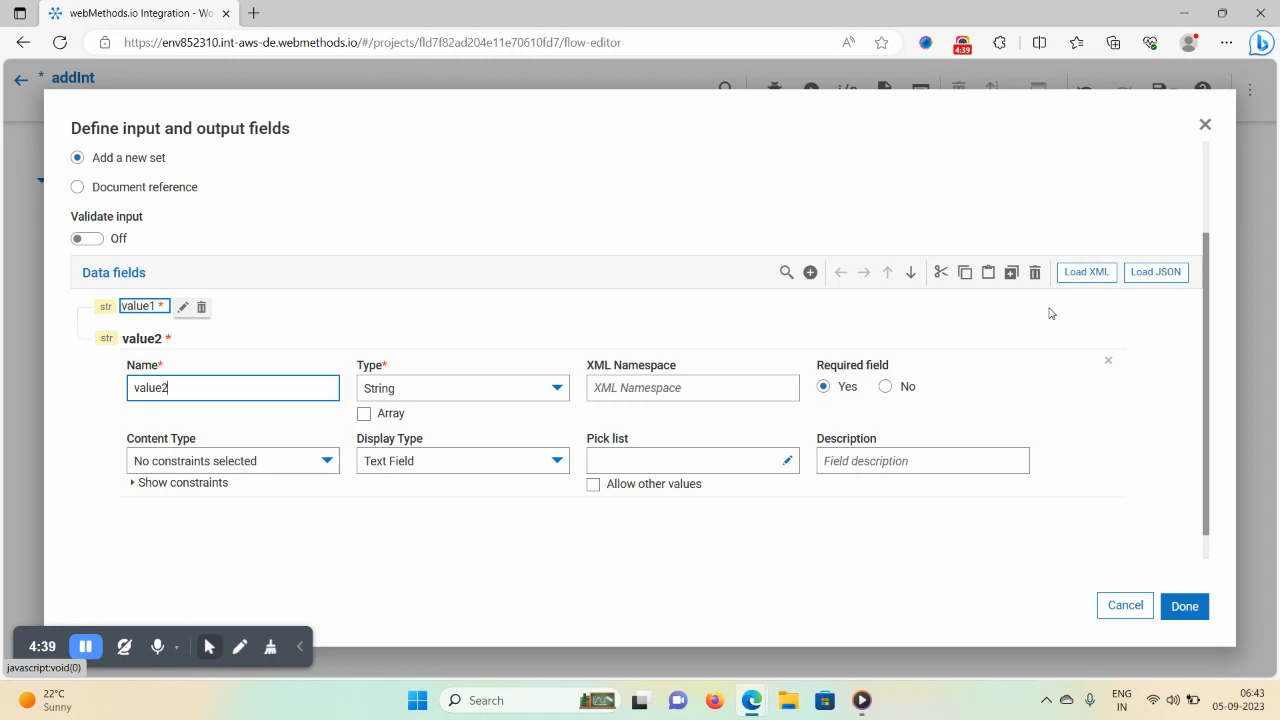 webMethods.io Integration - Wo
https://env852310.int-aws-de.webmethods.io/#/projects/fld7f82ad204e11e70610fd7/flow-editor
4:39
* addInt
Define input and output fields
Add a new set
Document reference
Validate input
Off
Data fields
Load XML
Load JSON
str value1 *
str value2 *
Name* Type* XML Namespace Required field
value2 String XML Namespace Yes No
Array
Content Type Display Type Pick list Description
No constraints selected Text Field Field description
Show constraints Allow other values
Cancel Done
4:39
javascript:void(0)
22°C
Sunny
Search
ENG
IN
06:43
05-09-2023